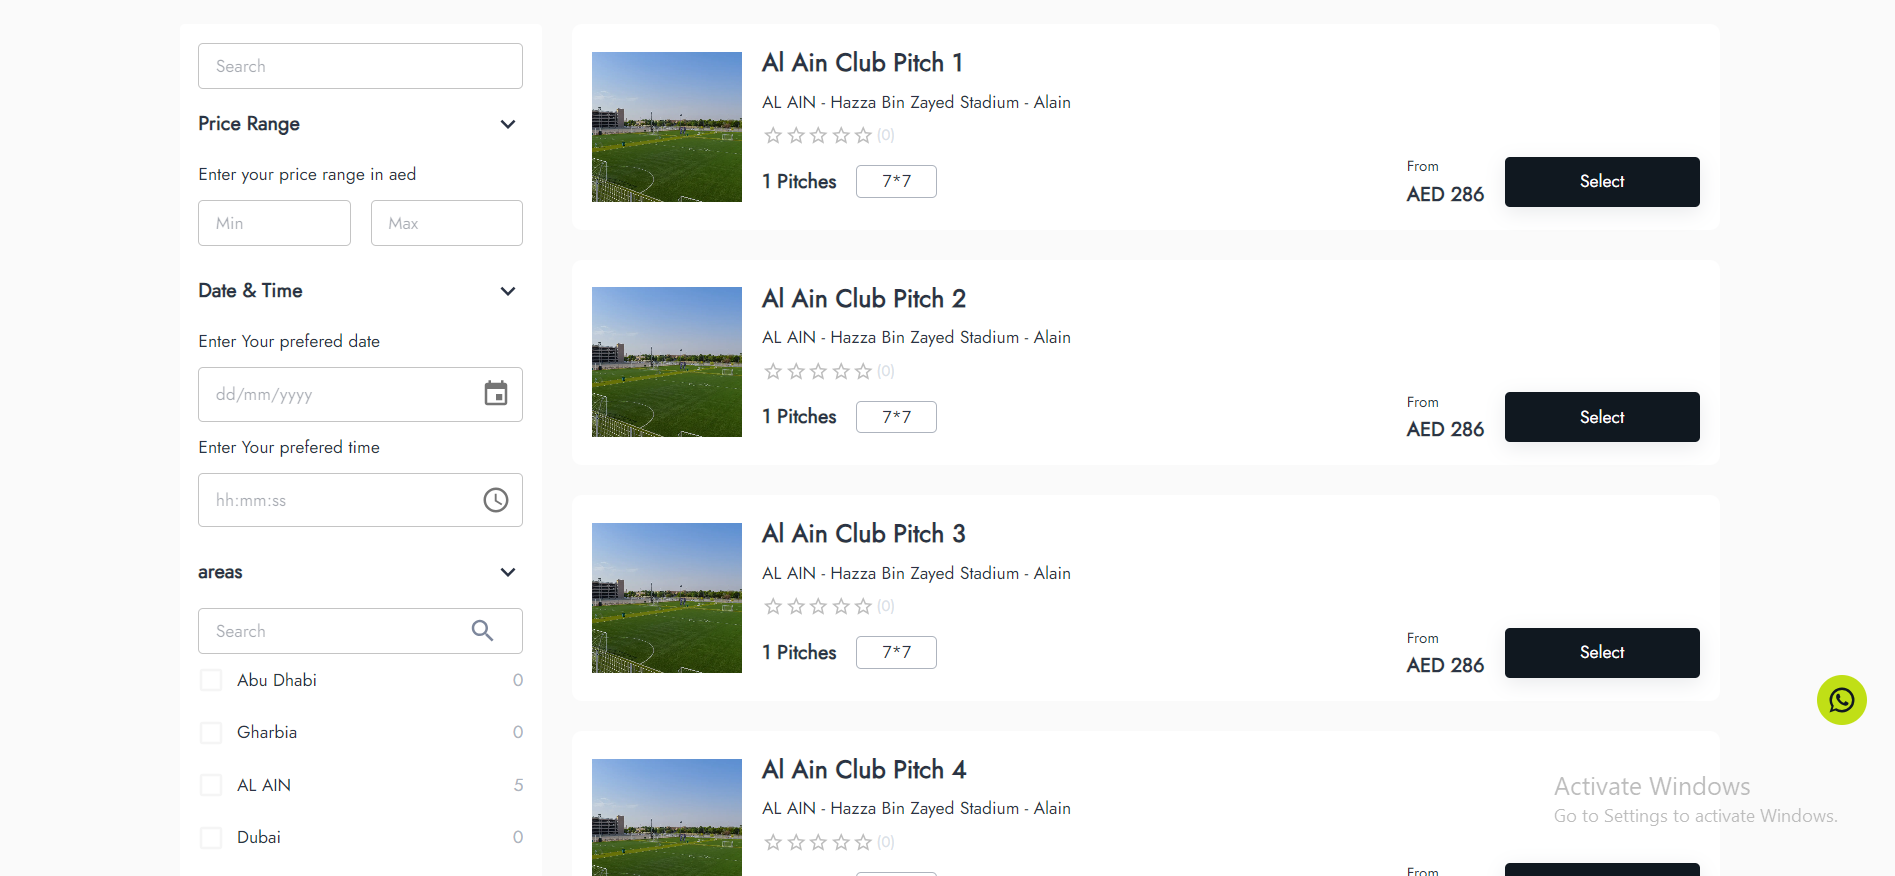 Search
Price Range
Enter your price range in aed
Min
Max
Date & Time
Enter Your prefered date
dd/mm/yyyy
Enter Your prefered time
hh:mm:ss
areas
Search
Abu Dhabi 0
Gharbia 0
AL AIN 5
Dubai 0
Al Ain Club Pitch 1
AL AIN - Hazza Bin Zayed Stadium - Alain
(0)
1 Pitches 7*7
From
AED 286
Select
Al Ain Club Pitch 2
AL AIN - Hazza Bin Zayed Stadium - Alain
(0)
1 Pitches 7*7
From
AED 286
Select
Al Ain Club Pitch 3
AL AIN - Hazza Bin Zayed Stadium - Alain
(0)
1 Pitches 7*7
From
AED 286
Select
Al Ain Club Pitch 4
AL AIN - Hazza Bin Zayed Stadium - Alain
(0)
From
Activate Windows
Go to Settings to activate Windows.